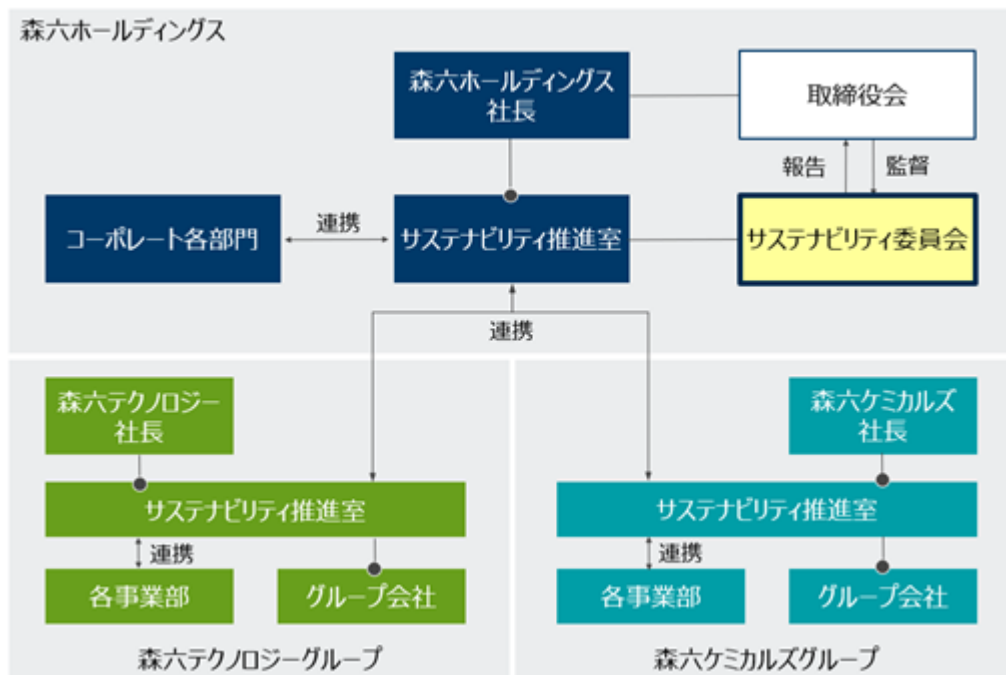 森六ホールディングス
森六ホールディングス
社長
取締役会
報告
監督
コーポレート各部門
連携
サステナビリティ推進室
サステナビリティ委員会
連携
森六テクノロジー
社長
森六ケミカルズ
社長
サステナビリティ推進室
サステナビリティ推進室
連携
連携
各事業部
グループ会社
各事業部
グループ会社
森六テクノロジーグループ
森六ケミカルズグループ